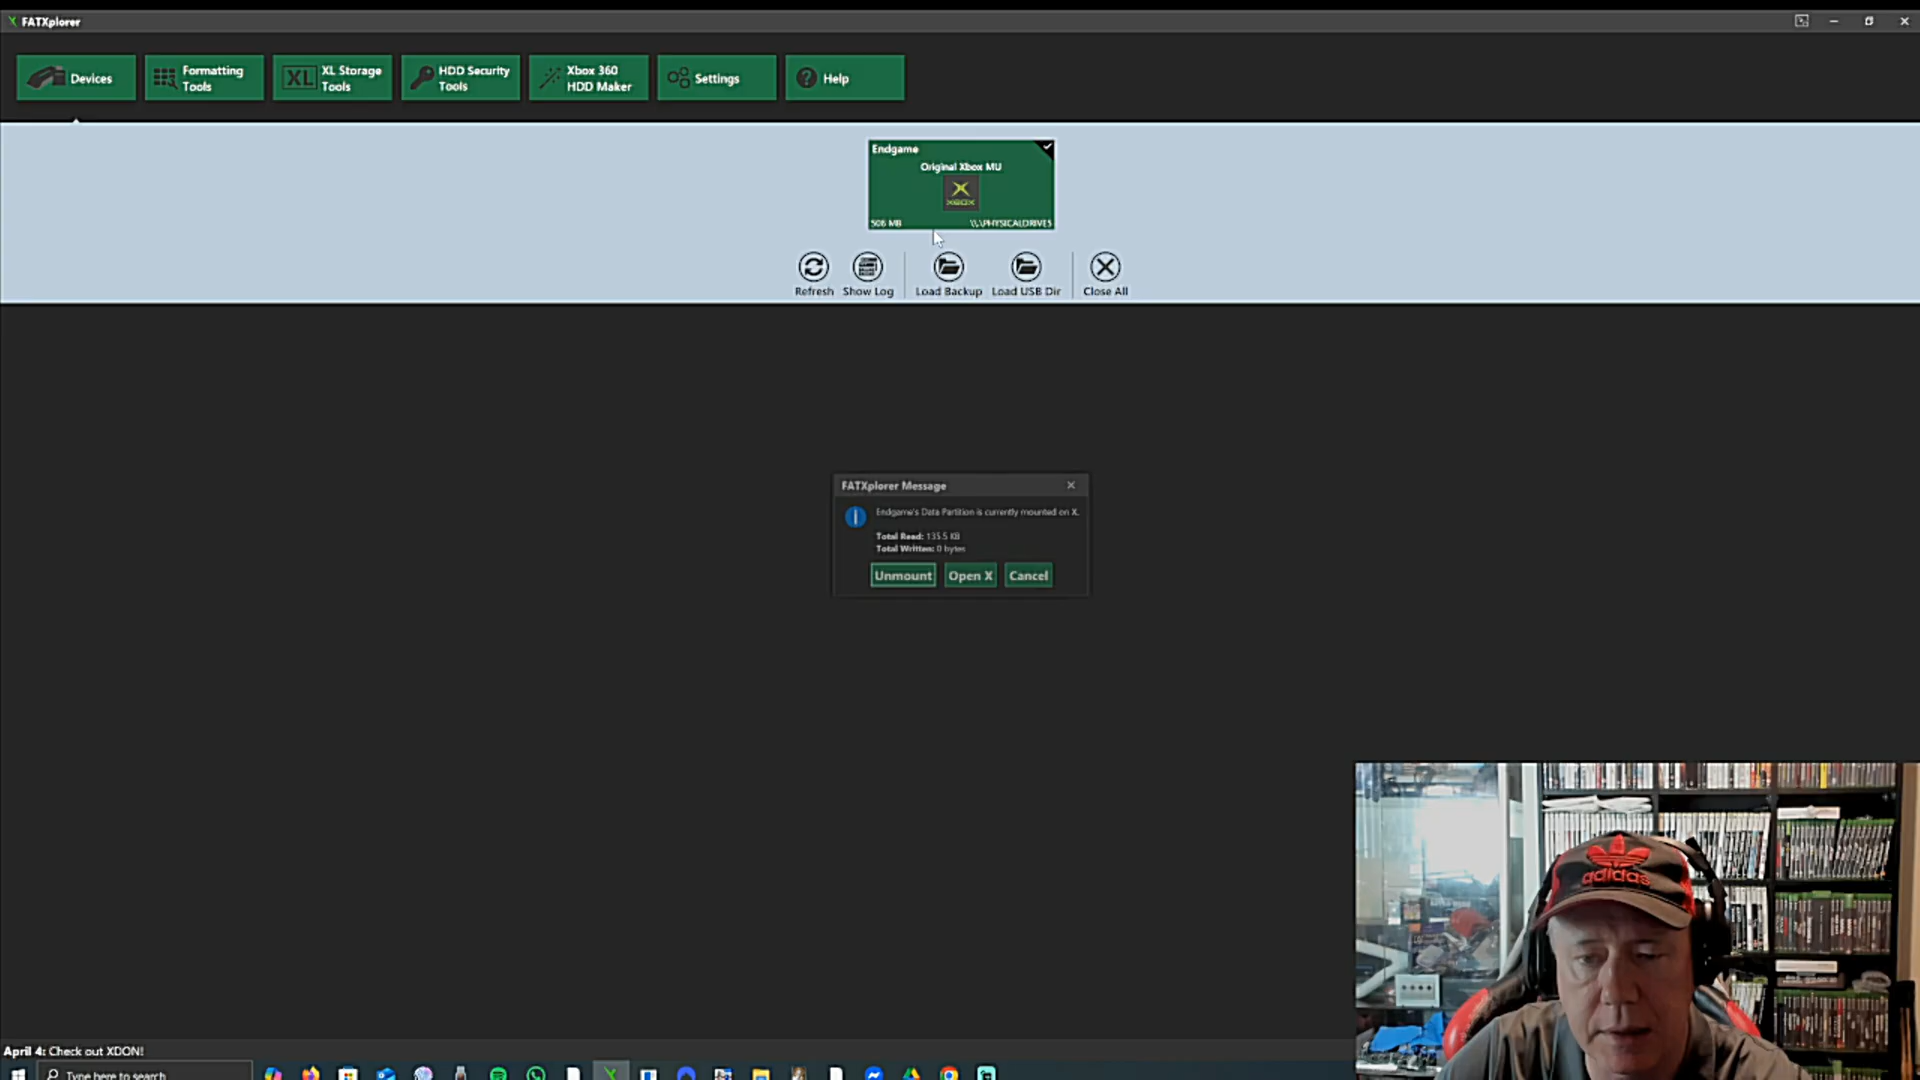 FATXplorer
Devices
Formatting
Tools
XL
XL Storage
Tools
HDD Security
Tools
Xbox 360
HDD Maker
Settings
? Help
Endgame
Original Xbox MU
XBOX
506 MB
\\.\PHYSICALDRIVE5
Refresh
Show Log
Load Backup
Load USB Dir
Close All
FATXplorer Message
Endgame's Data Partition is currently mounted on X.
Total Read: 135.5 KB
Total Written: 0 bytes
Unmount
Open X
Cancel
adidas
April 4: Check out XDON!
Type here to search